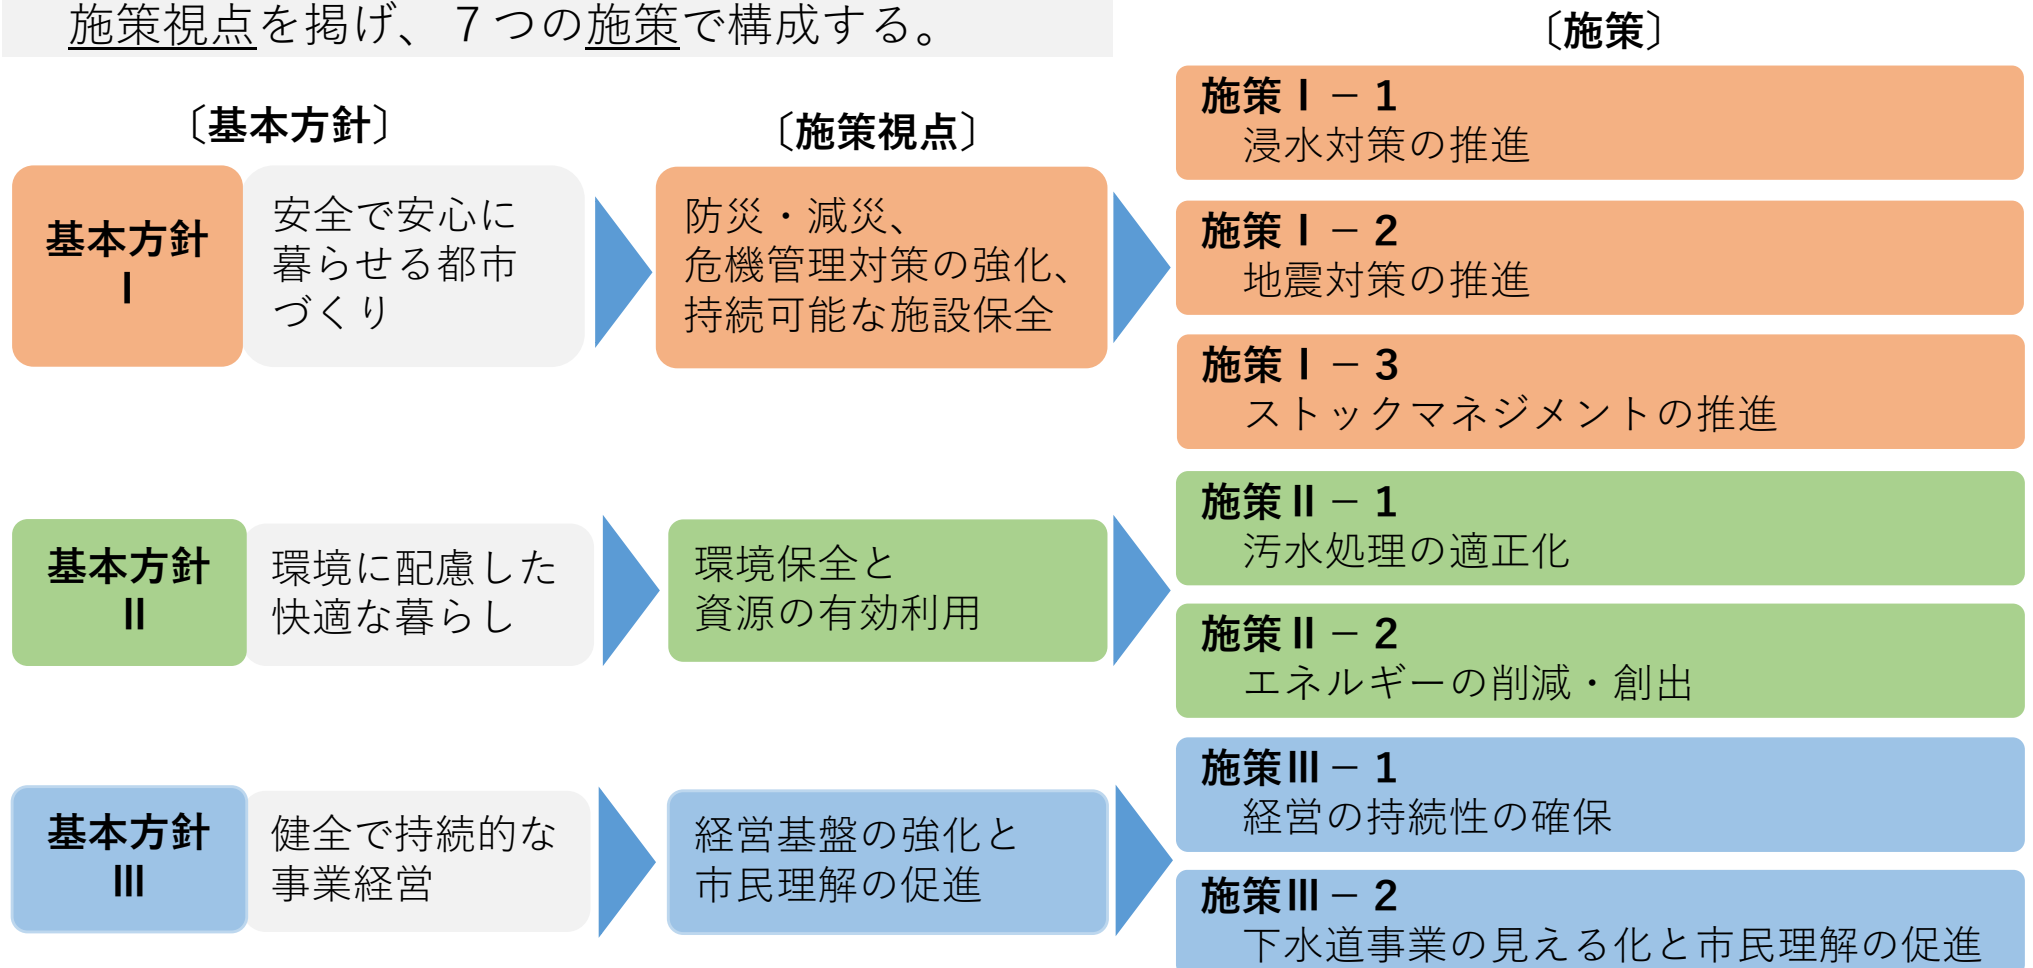 施策視点を掲げ、７つの施策で構成する。
〔基本方針〕
〔施策視点〕
〔施策〕
基本方針
Ⅰ
安全で安心に
暮らせる都市
づくり
防災・減災、
危機管理対策の強化、
持続可能な施設保全
施策Ⅰ－１
浸水対策の推進
施策Ⅰ－２
地震対策の推進
施策Ⅰ－３
ストックマネジメントの推進
基本方針
Ⅱ
環境に配慮した
快適な暮らし
環境保全と
資源の有効利用
施策Ⅱ－１
汚水処理の適正化
施策Ⅱ－２
エネルギーの削減・創出
基本方針
Ⅲ
健全で持続的な
事業経営
経営基盤の強化と
市民理解の促進
施策Ⅲ－１
経営の持続性の確保
施策Ⅲ－２
下水道事業の見える化と市民理解の促進